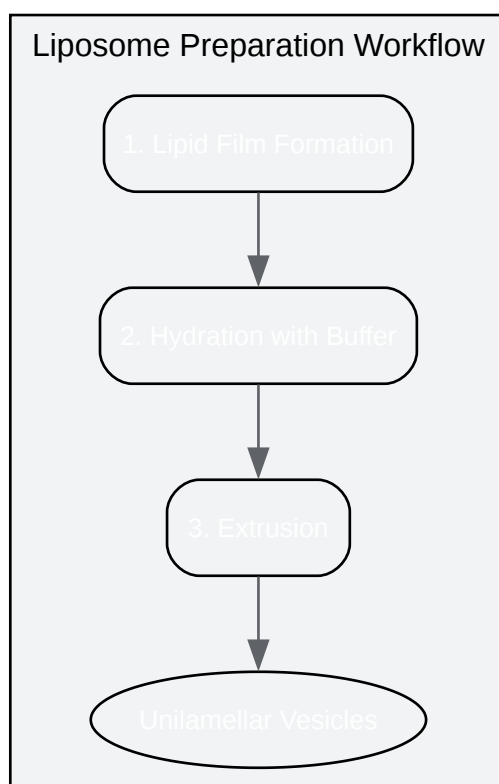 Liposome Preparation Workflow
1. Lipid Film Formation
2. Hydration with Buffer
3. Extrusion
Unilamellar Vesicles